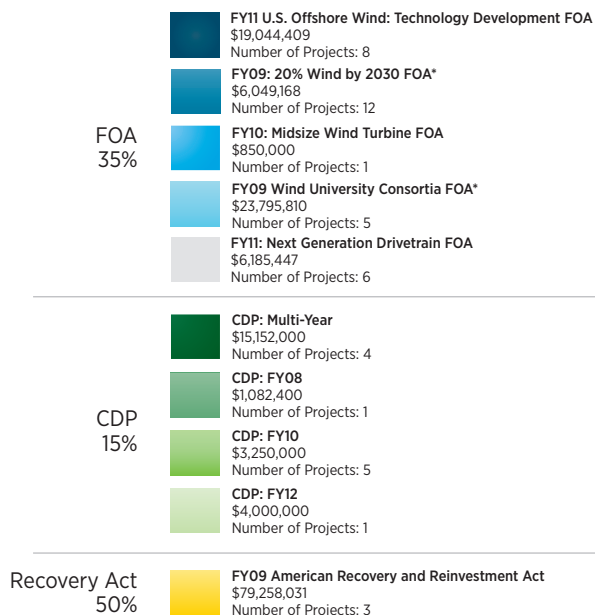 FY11 U.S. Offshore Wind: Technology Development FOA
$19,044,409
Number of Projects: 8
FY09: 20% Wind by 2030 FOA*
$6,049,168
Number of Projects: 12
FOA
35%
FY10: Midsize Wind Turbine FOA
$850,000
Number of Projects: 1
FY09 Wind University Consortia FOA*
$23,795,810
Number of Projects: 5
FY11: Next Generation Drivetrain FOA
$6,185,447
Number of Projects: 6
CDP: Multi-Year
$15,152,000
Number of Projects: 4
CDP: FY08
$1,082,400
Number of Projects: 1
CDP
15%
CDP: FY10
$3,250,000
Number of Projects: 5
CDP: FY12
$4,000,000
Number of Projects: 1
Recovery Act
50%
FY09 American Recovery and Reinvestment Act
$79,258,031
Number of Projects: 3